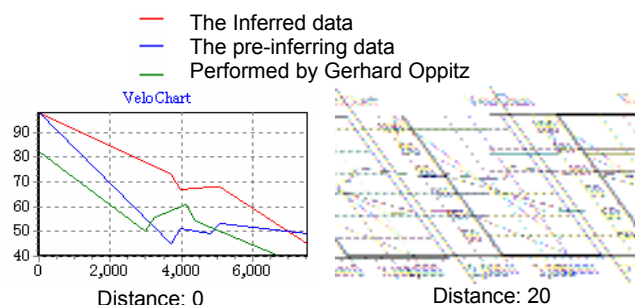 The Inferred data
The pre-inferring data
Performed by Gerhard Oppitz
VeloChart
90
80
70
60
50
40
0 2,000 4,000 6,000
Distance: 0
Distance: 20